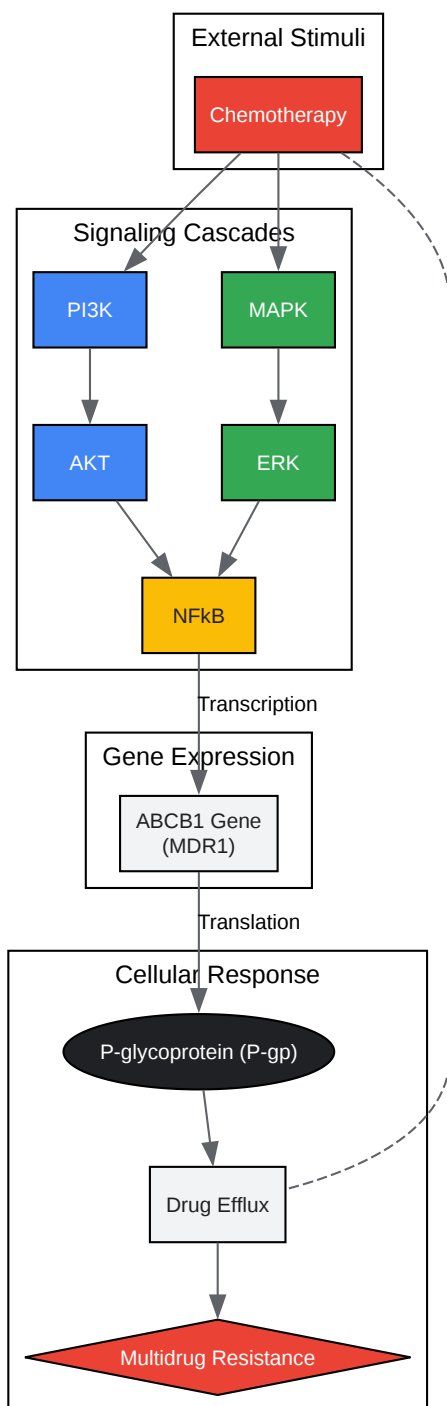 External Stimuli
Chemotherapy
Signaling Cascades
PI3K
MAPK
AKT
ERK
NFkB
Transcription
Gene Expression
ABCB1 Gene
(MDR1)
Translation
Cellular Response
P-glycoprotein (P-gp)
Drug Efflux
Multidrug Resistance